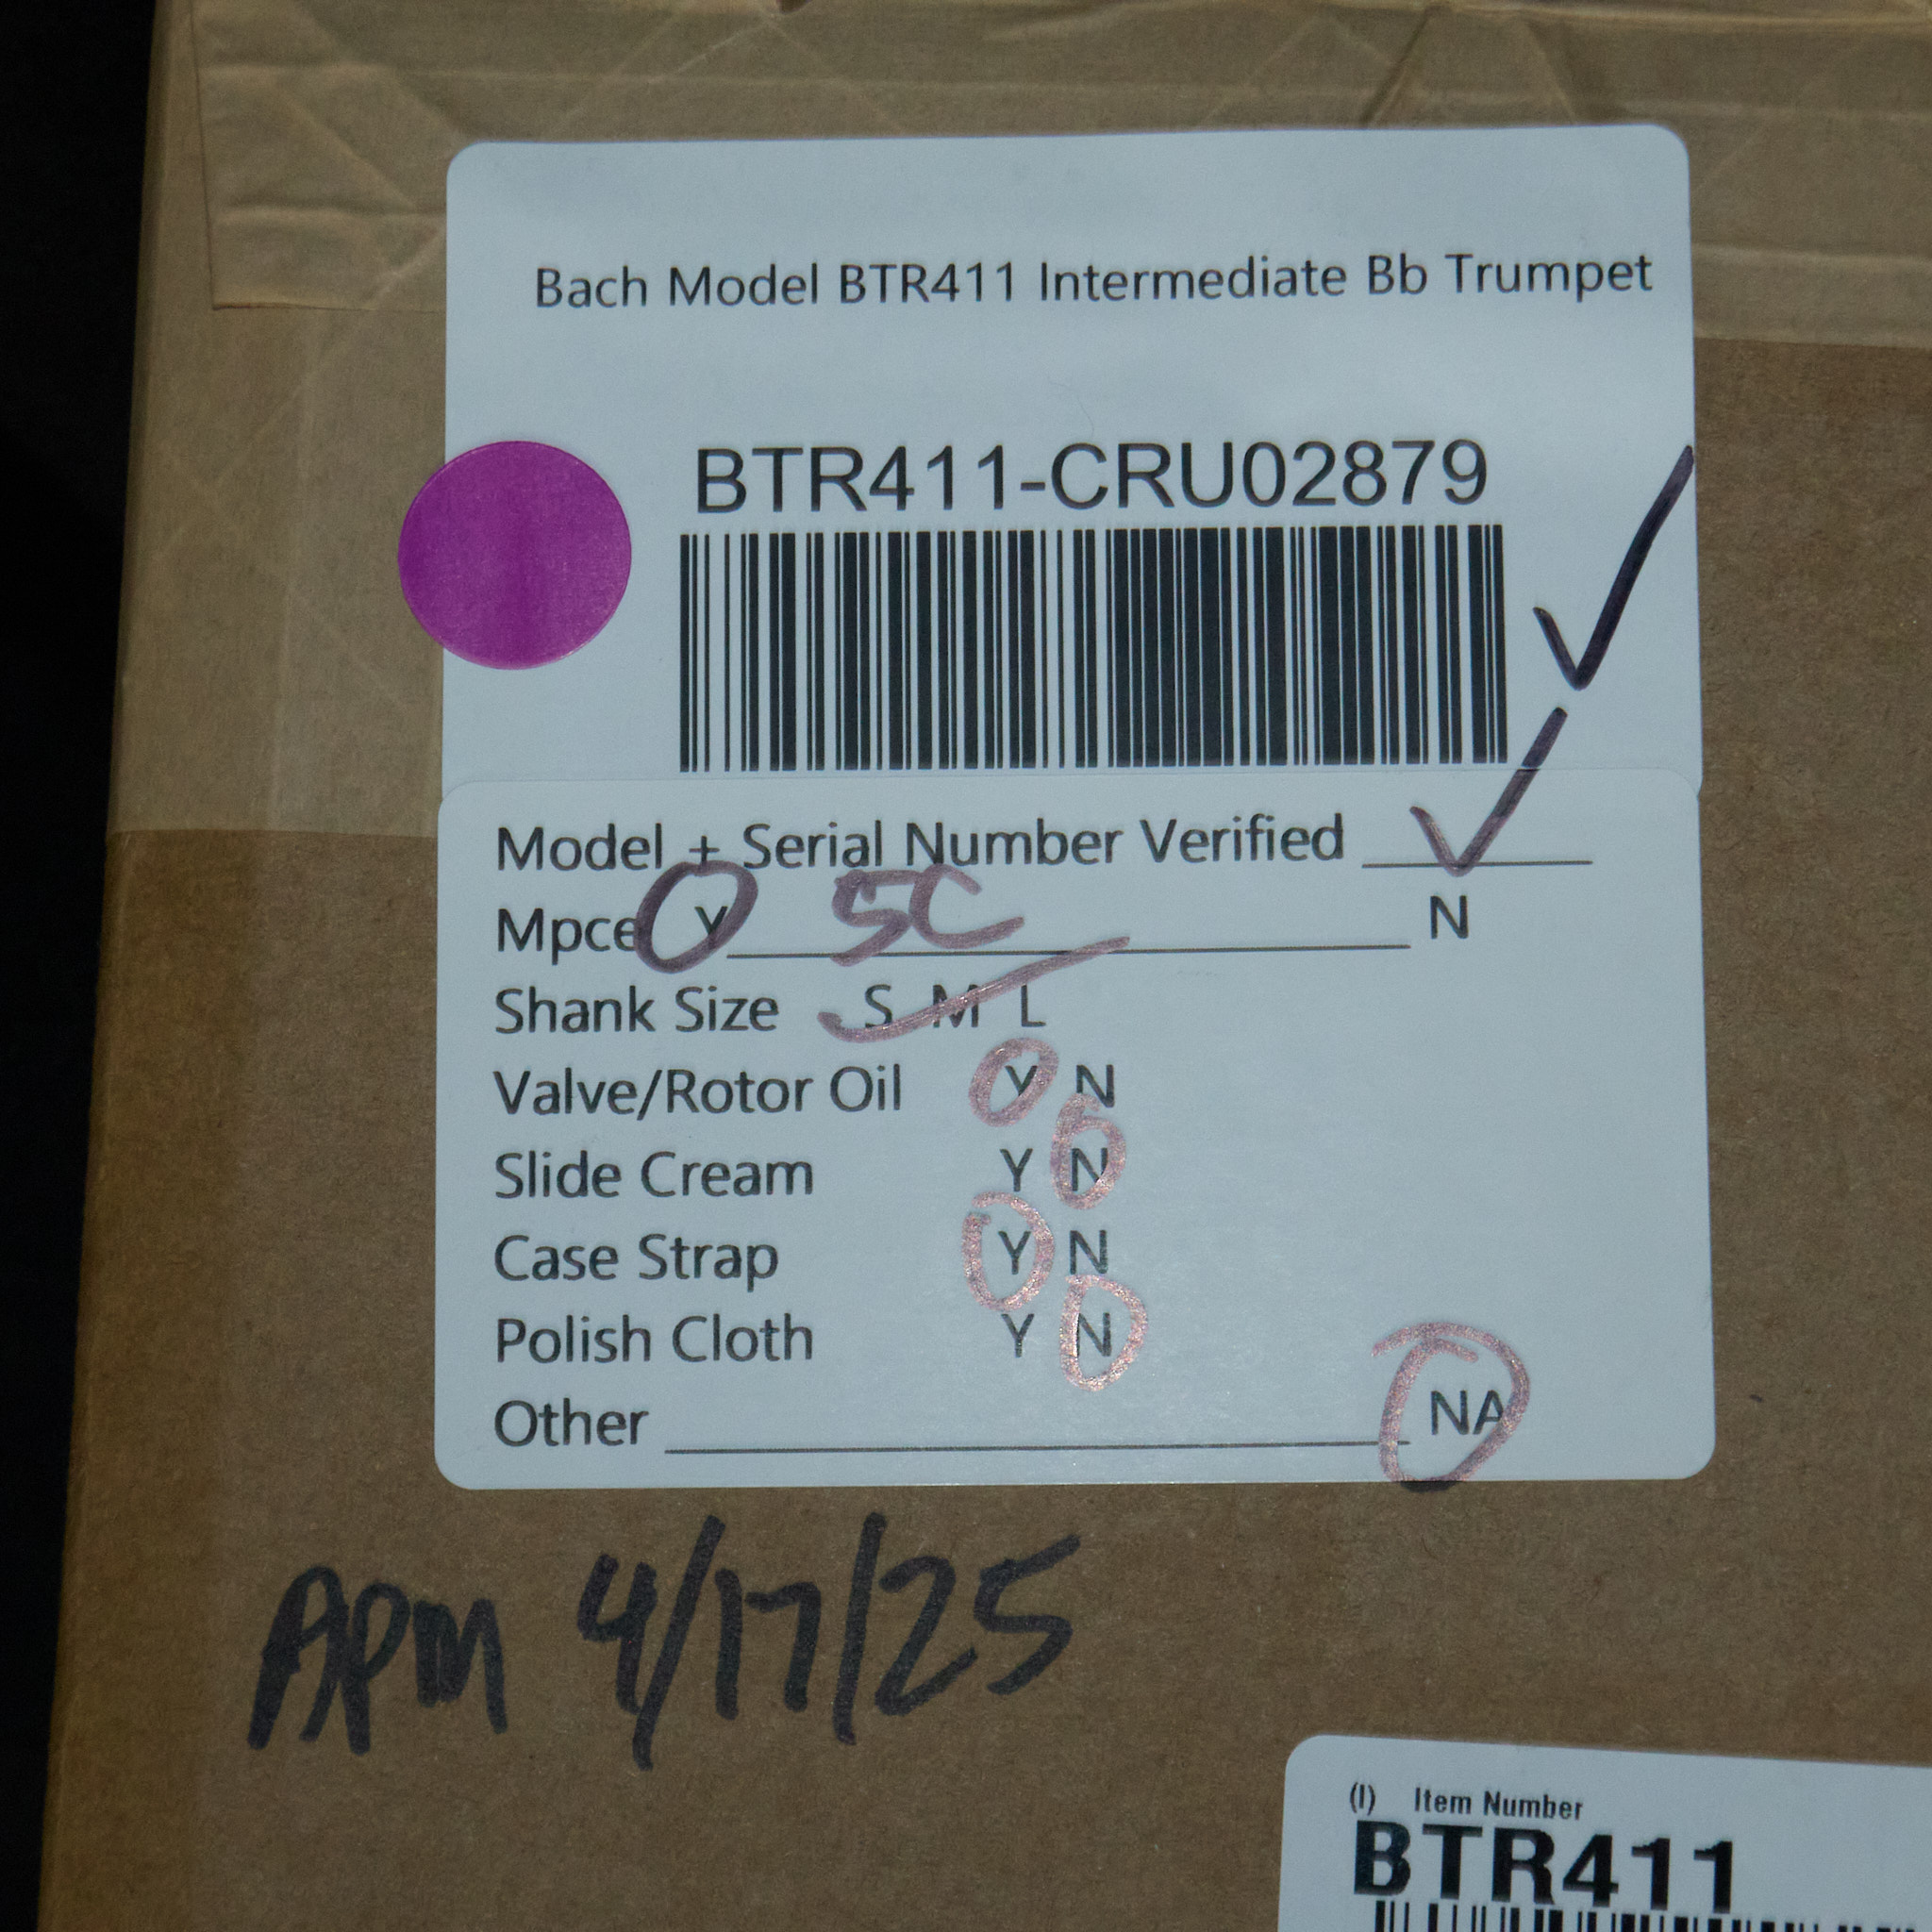 Bach Model BTR411 Intermediate Bb Trumpet
BTR411-CRU02879
Model + Serial Number Verified
Mpce Y 5C N
Shank Size S M L
Valve/Rotor Oil Y N
Slide Cream Y N
Case Strap Y N
Polish Cloth Y N
Other NA
APM 4/17/25
(I) Item Number
BTR411